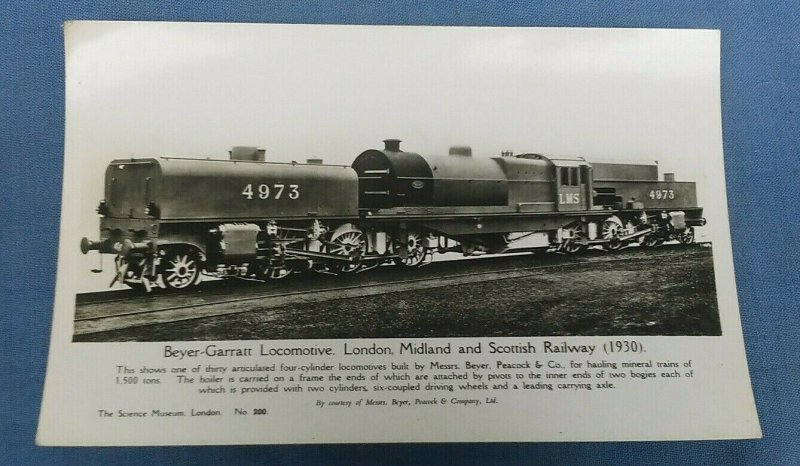 4973
4973
LMS
Beyer-Garratt Locomotive. London, Midland and Scottish Railway (1930).
This shows one of thirty articulated four-cylinder locomotives built by Messrs. Beyer, Peacock & Co., for hauling mineral trains of
1,500 tons. The boiler is carried on a frame the ends of which are attached by pivots to the inner ends of two bogies each of
which is provided with two cylinders, six-coupled driving wheels and a leading carrying axle.
By courtesy of Messrs. Beyer, Peacock & Company, Ltd.
The Science Museum, London. No. 200.